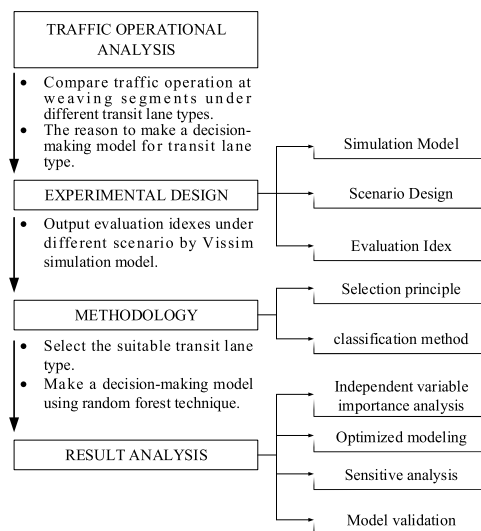 TRAFFIC OPERATIONAL
ANALYSIS
• Compare traffic operation at
weaving segments under
different transit lane types.
• The reason to make a decision-
making model for transit lane
type.
EXPERIMENTAL DESIGN
Simulation Model
Scenario Design
Evaluation Idex
• Output evaluation idexes under
different scenario by Vissim
simulation model.
METHODOLOGY
Selection principle
classification method
• Select the suitable transit lane
type.
• Make a decision-making model
using random forest technique.
RESULT ANALYSIS
Independent variable
importance analysis
Optimized modeling
Sensitive analysis
Model validation